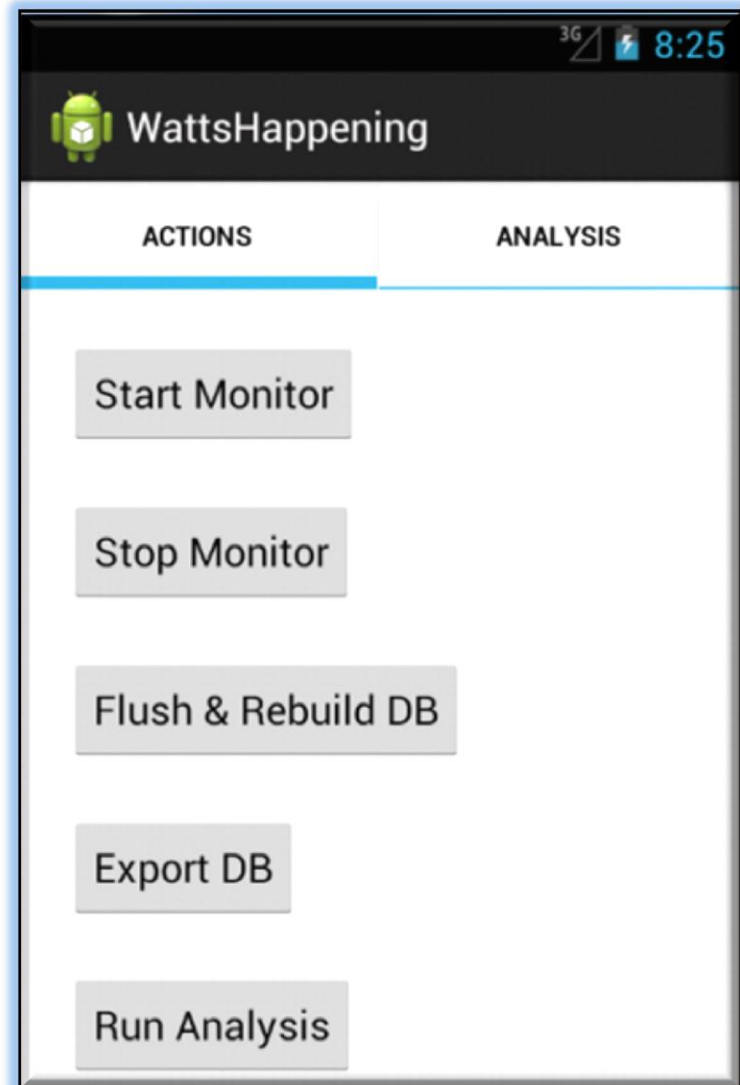 3G 8:25
WattsHappening
ACTIONS ANALYSIS
Start Monitor
Stop Monitor
Flush & Rebuild DB
Export DB
Run Analysis